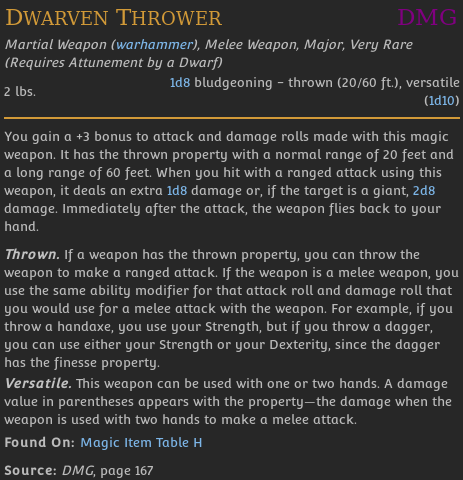 Dwarven Thrower DMG
Martial Weapon (warhammer), Melee Weapon, Major, Very Rare
(Requires Attunement by a Dwarf)
2 lbs. 1d8 bludgeoning - thrown (20/60 ft.), versatile
(1d10)
You gain a +3 bonus to attack and damage rolls made with this magic
weapon. It has the thrown property with a normal range of 20 feet and
a long range of 60 feet. When you hit with a ranged attack using this
weapon, it deals an extra 1d8 damage or, if the target is a giant, 2d8
damage. Immediately after the attack, the weapon flies back to your
hand.
Thrown. If a weapon has the thrown property, you can throw the
weapon to make a ranged attack. If the weapon is a melee weapon, you
use the same ability modifier for that attack roll and damage roll that
you would use for a melee attack with the weapon. For example, if you
throw a handaxe, you use your Strength, but if you throw a dagger,
you can use either your Strength or your Dexterity, since the dagger
has the finesse property.
Versatile. This weapon can be used with one or two hands. A damage
value in parentheses appears with the property—the damage when the
weapon is used with two hands to make a melee attack.
Found On: Magic Item Table H
Source: DMG, page 167